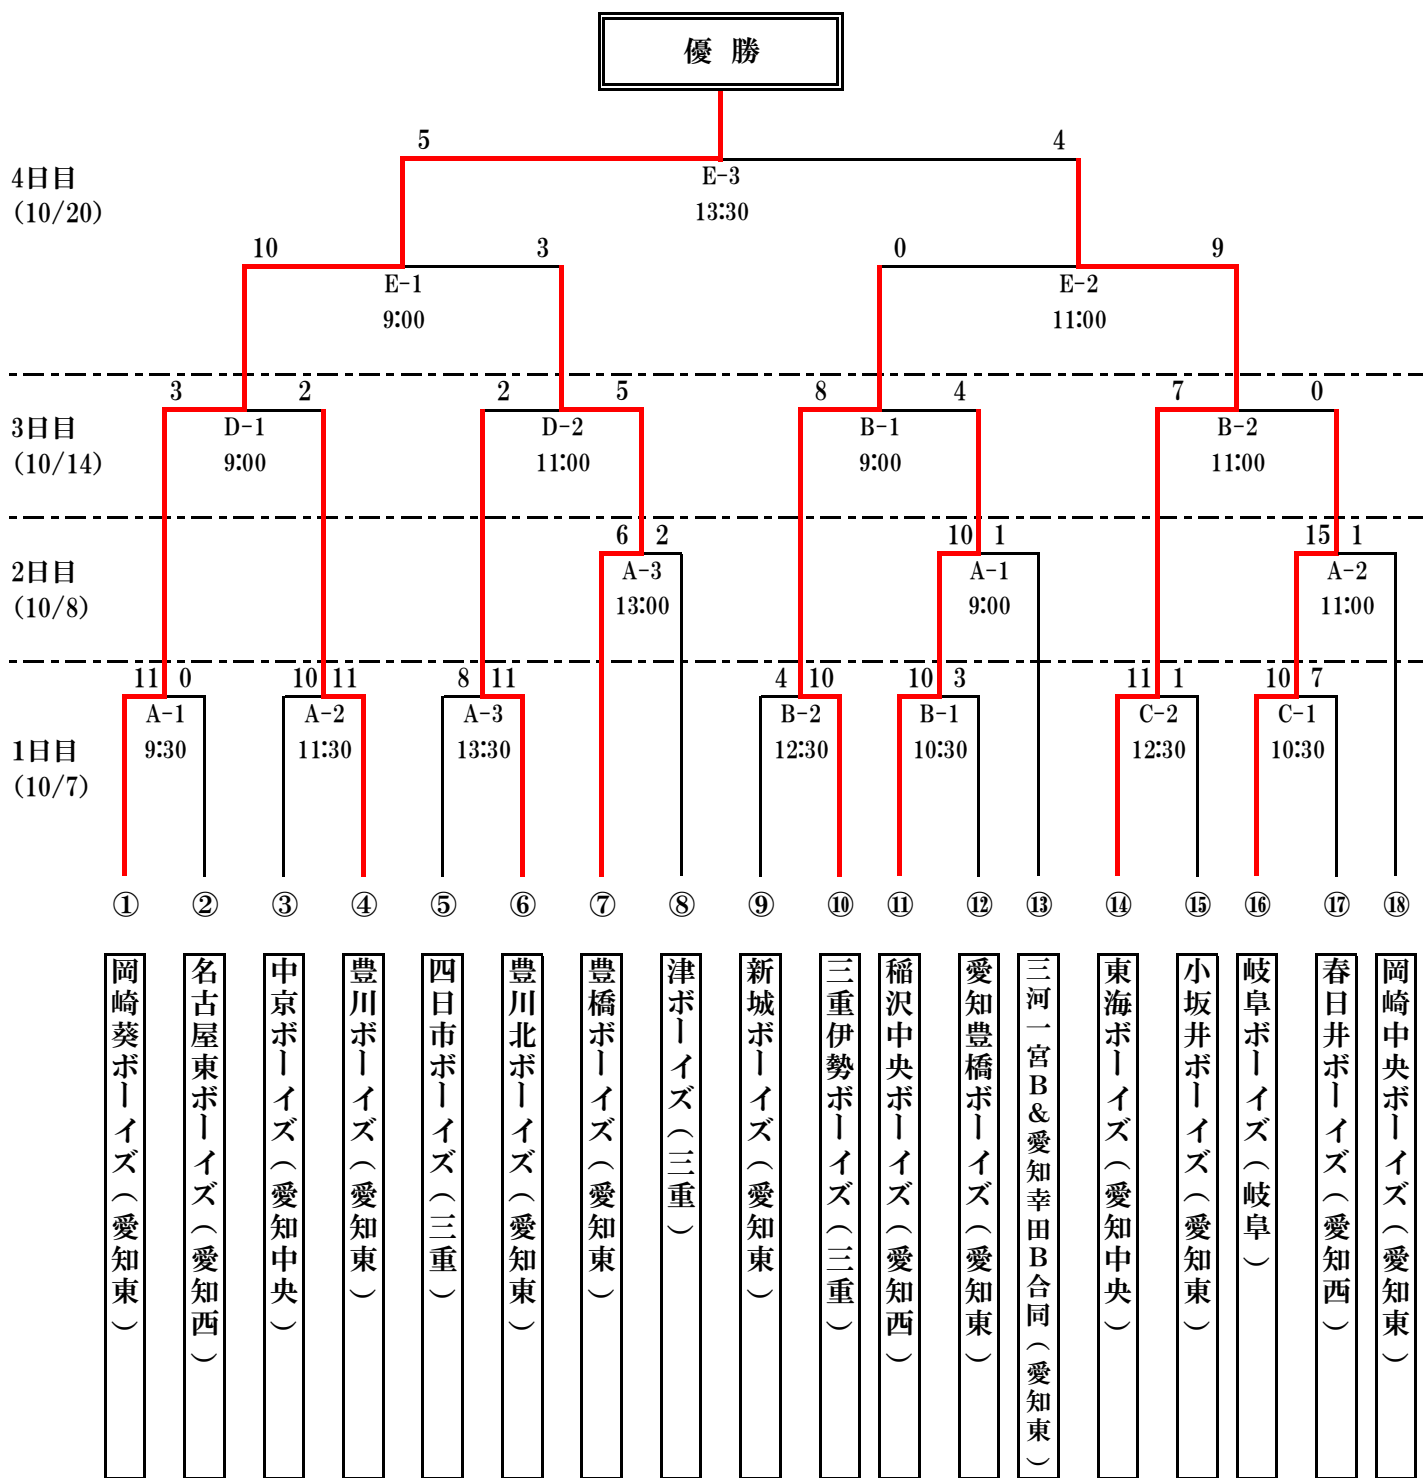 優 勝
5 4
4日目
(10/20)
E-3
13:30
10 3 0 9
E-1 E-2
9:00 11:00
3 2 2 5 8 4 7 0
3日目
(10/14)
D-1 D-2 B-1 B-2
9:00 11:00 9:00 11:00
6 2 10 1 15 1
2日目
(10/8)
A-3 A-1 A-2
13:00 9:00 11:00
11 0 10 11 8 11 4 10 10 3 11 1 10 7
A-1 A-2 A-3 B-2 B-1 C-2 C-1
1日目
(10/7)
9:30 11:30 13:30 12:30 10:30 12:30 10:30
① ② ③ ④ ⑤ ⑥ ⑦ ⑧ ⑨ ⑩ ⑪ ⑫ ⑬ ⑭ ⑮ ⑯ ⑰ ⑱
岡崎葵ボーイズ(愛知東)
名古屋東ボーイズ(愛知西)
中京ボーイズ(愛知中央)
豊川ボーイズ(愛知東)
四日市ボーイズ(三重)
豊川北ボーイズ(愛知東)
豊橋ボーイズ(愛知東)
津ボーイズ(三重)
新城ボーイズ(愛知東)
三重伊勢ボーイズ(三重)
稲沢中央ボーイズ(愛知西)
愛知豊橋ボーイズ(愛知東)
三河一宮B&愛知幸田B合同(愛知東)
東海ボーイズ(愛知中央)
小坂井ボーイズ(愛知東)
岐阜ボーイズ(岐阜)
春日井ボーイズ(愛知西)
岡崎中央ボーイズ(愛知東)